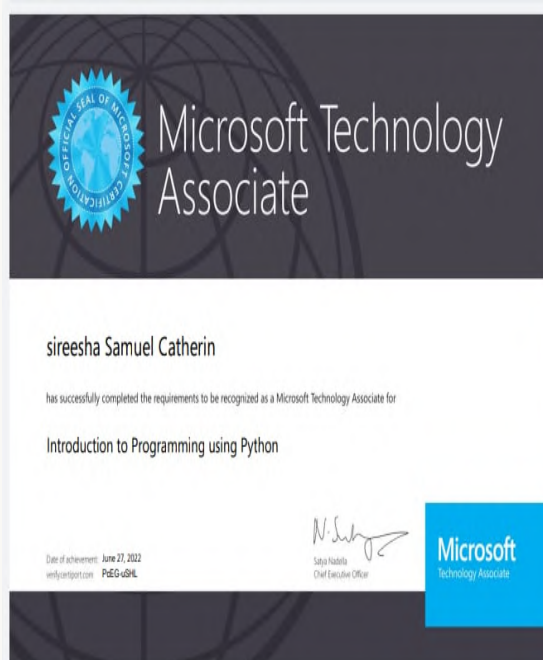 OFFICIAL SEAL OF MICROSOFT CERTIFICATION
Microsoft Technology
Associate
sireesha Samuel Catherin
has successfully completed the requirements to be recognized as a Microsoft Technology Associate for
Introduction to Programming using Python
Date of achievement: June 27, 2022
verify.certiport.com PcEG-uSHL
Satya Nadella
Chief Executive Officer
Microsoft
Technology Associate